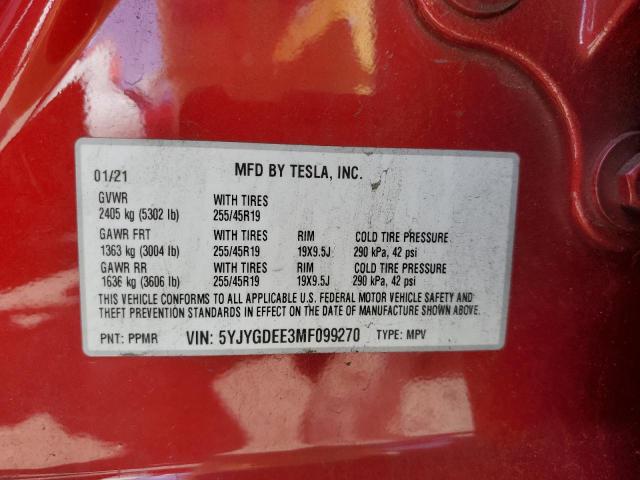 MFD BY TESLA, INC.
01/21
GVWR WITH TIRES
2405 kg (5302 lb) 255/45R19
GAWR FRT WITH TIRES RIM COLD TIRE PRESSURE
1363 kg (3004 lb) 255/45R19 19X9.5J 290 kPa, 42 psi
GAWR RR WITH TIRES RIM COLD TIRE PRESSURE
1636 kg (3606 lb) 255/45R19 19X9.5J 290 kPa, 42 psi
THIS VEHICLE CONFORMS TO ALL APPLICABLE U.S. FEDERAL MOTOR VEHICLE SAFETY AND
THEFT PREVENTION STANDARDS IN EFFECT ON THE DATE OF MANUFACTURE SHOWN ABOVE.
PNT: PPMR VIN: 5YJYGDEE3MF099270 TYPE: MPV